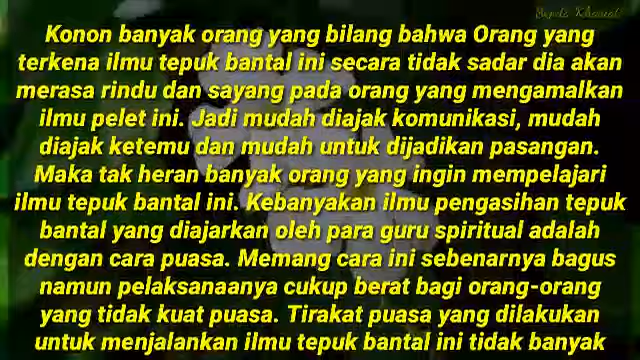 Konon banyak orang yang bilang bahwa Orang yang
terkena ilmu tepuk bantal ini secara tidak sadar dia akan
merasa rindu dan sayang pada orang yang mengamalkan
ilmu pelet ini. Jadi mudah diajak komunikasi, mudah
diajak ketemu dan mudah untuk dijadikan pasangan.
Maka tak heran banyak orang yang ingin mempelajari
ilmu tepuk bantal ini. Kebanyakan ilmu pengasihan tepuk
bantal yang diajarkan oleh para guru spiritual adalah
dengan cara puasa. Memang cara ini sebenarnya bagus
namun pelaksanaanya cukup berat bagi orang-orang
yang tidak kuat puasa. Tirakat puasa yang dilakukan
untuk menjalankan ilmu tepuk bantal ini tidak banyak